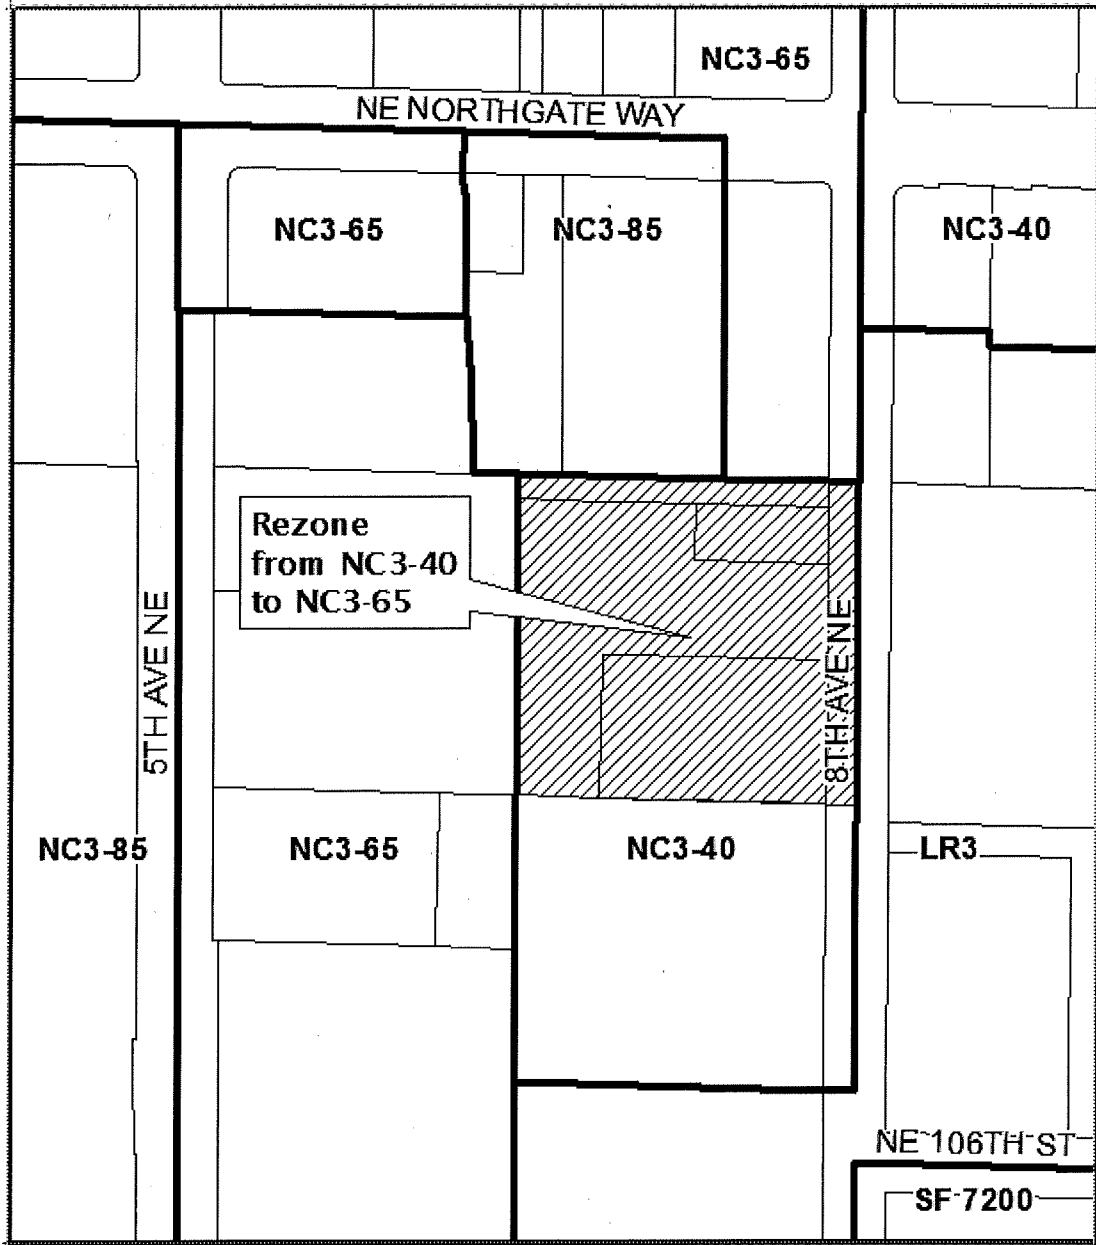 NC3-65
NE NORTHGATE WAY
NC3-65
NC3-85
NC3-40
Rezone
from NC3-40
to NC3-65
5TH AVE NE
8TH AVE NE
NC3-85
NC3-65
NC3-40
LR3
NE 106TH ST
SF 7200